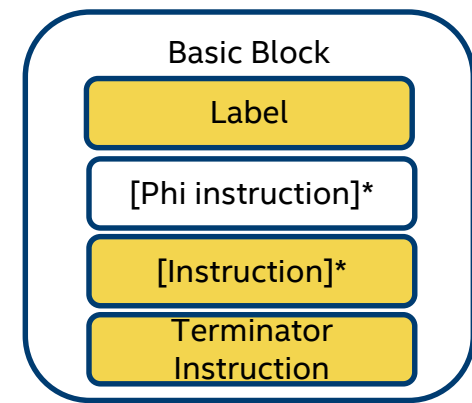 Basic Block
Label
[Phi instruction]*
[Instruction]*
Terminator
Instruction